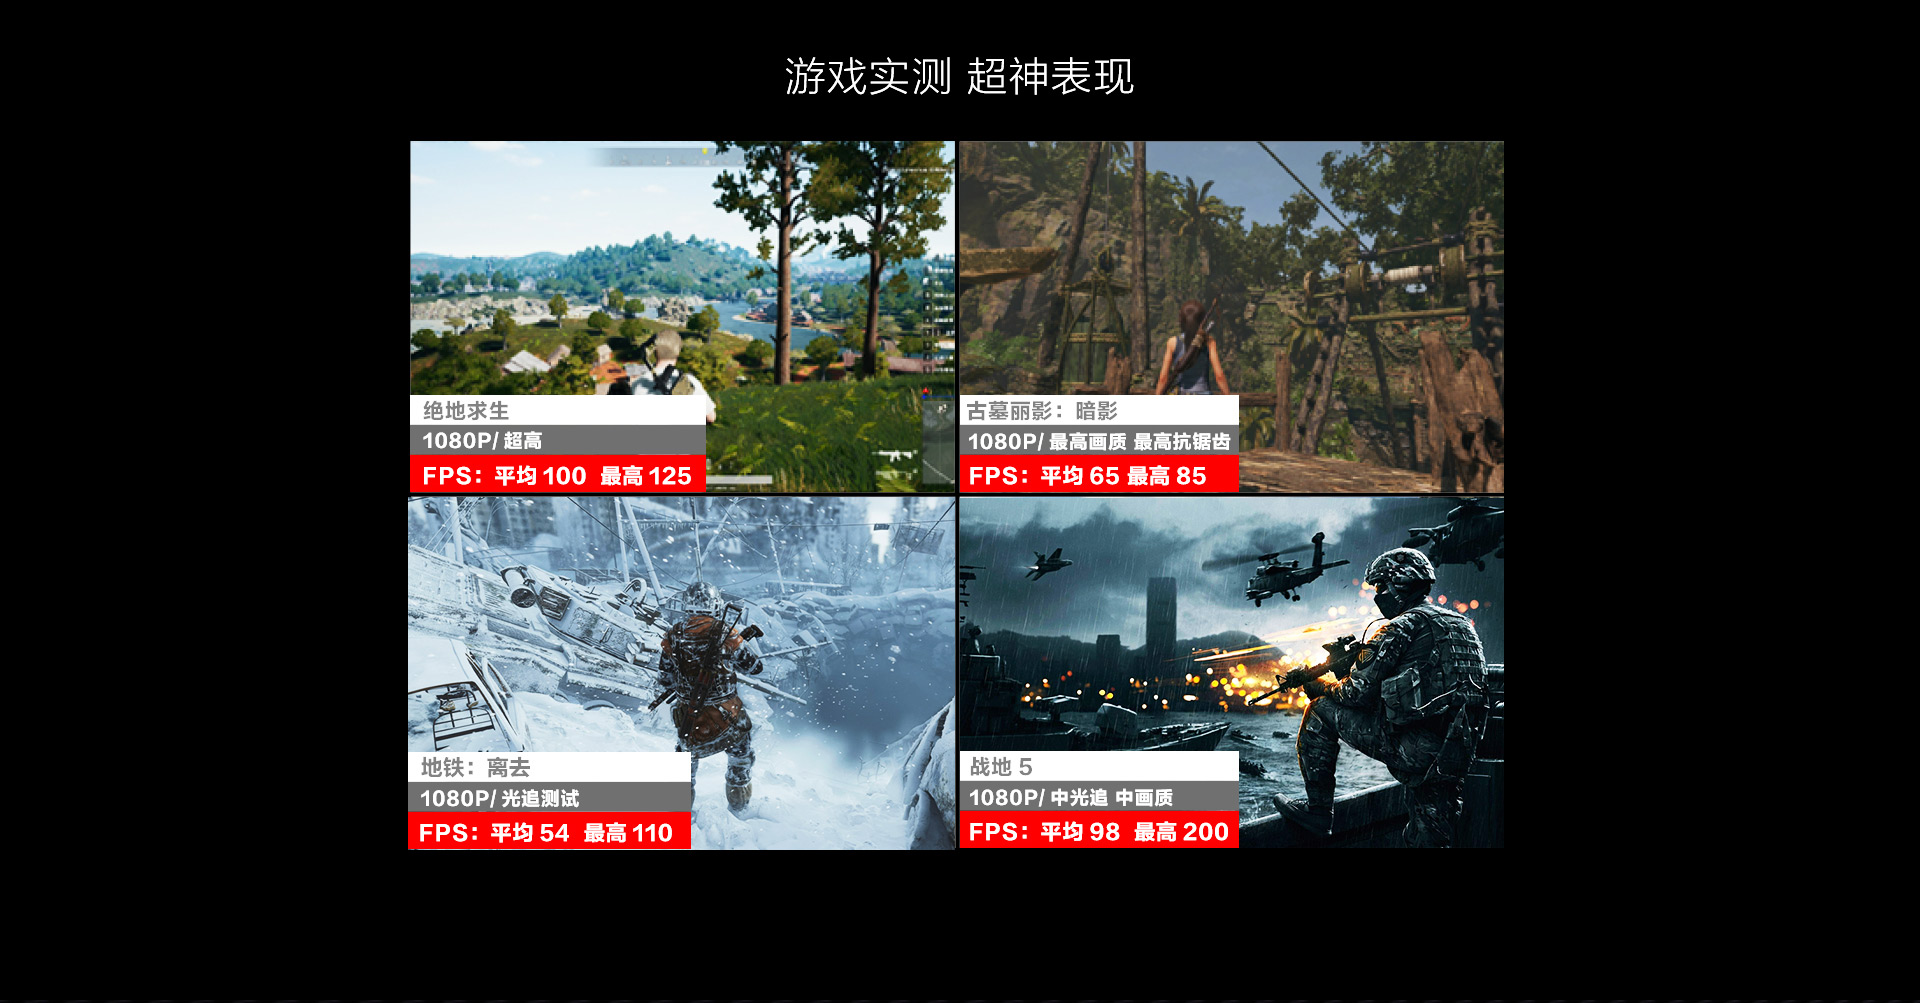 游戏实测 超神表现
绝地求生
1080P/ 超高
FPS：平均 100 最高 125
古墓丽影：暗影
1080P/ 最高画质 最高抗锯齿
FPS：平均 65 最高 85
地铁：离去
1080P/ 光追测试
FPS：平均 54 最高 110
战地 5
1080P/ 中光追 中画质
FPS：平均 98 最高 200